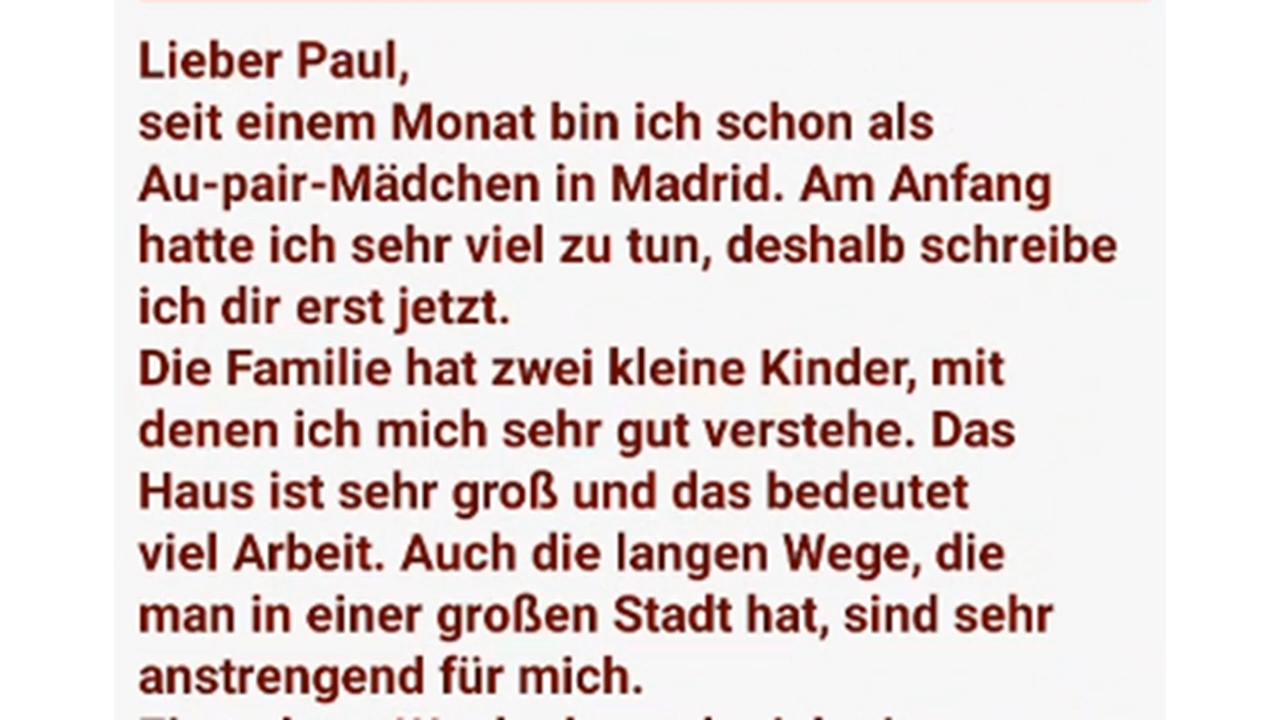 Lieber Paul,
seit einem Monat bin ich schon als
Au-pair-Mädchen in Madrid. Am Anfang
hatte ich sehr viel zu tun, deshalb schreibe
ich dir erst jetzt.
Die Familie hat zwei kleine Kinder, mit
denen ich mich sehr gut verstehe. Das
Haus ist sehr groß und das bedeutet
viel Arbeit. Auch die langen Wege, die
man in einer großen Stadt hat, sind sehr
anstrengend für mich.